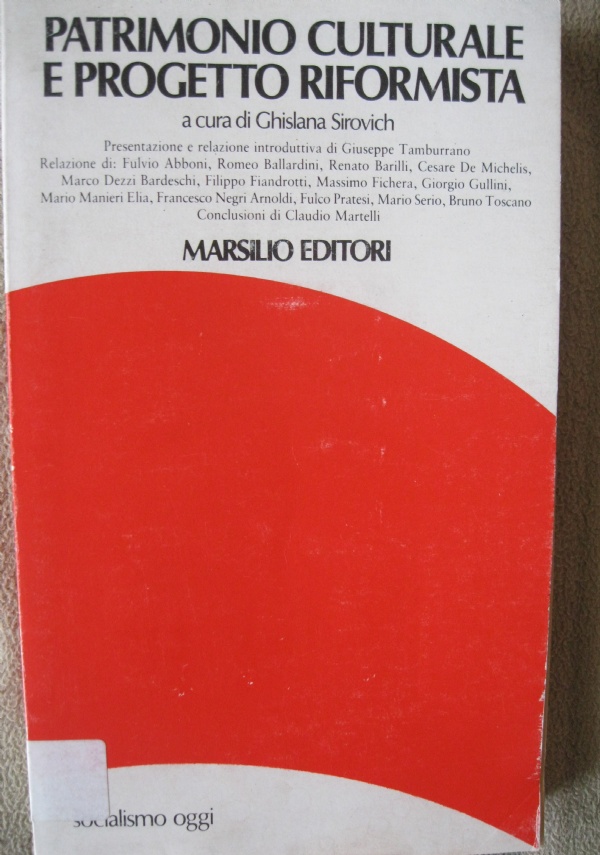 PATRIMONIO CULTURALE
E PROGETTO RIFORMISTA
a cura di Ghislana Sirovich
Presentazione e relazione introduttiva di Giuseppe Tamburrano
Relazione di: Fulvio Abboni, Romeo Ballardini, Renato Barilli, Cesare De Michelis,
Marco Dezzi Bardeschi, Filippo Fiandrotti, Massimo Fichera, Giorgio Gullini,
Mario Manieri Elia, Francesco Negri Arnoldi, Fulco Pratesi, Mario Serio, Bruno Toscano
Conclusioni di Claudio Martelli
MARSILIO EDITORI
socialismo oggi